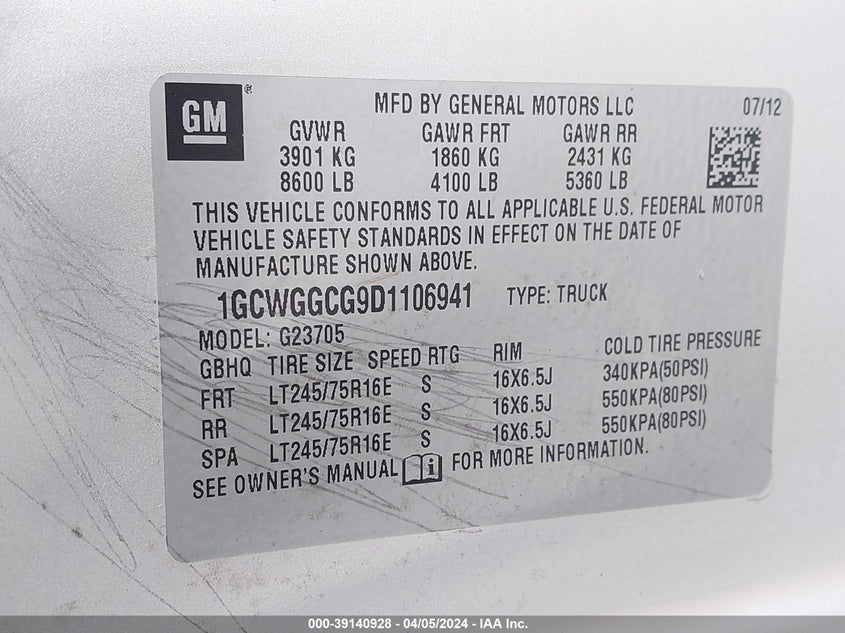 GM®
MFD BY GENERAL MOTORS LLC 07/12
GVWR GAWR FRT GAWR RR
3901 KG 1860 KG 2431 KG
8600 LB 4100 LB 5360 LB
THIS VEHICLE CONFORMS TO ALL APPLICABLE U.S. FEDERAL MOTOR
VEHICLE SAFETY STANDARDS IN EFFECT ON THE DATE OF
MANUFACTURE SHOWN ABOVE.
1GCWGGCG9D1106941 TYPE: TRUCK
MODEL: G23705
GBHQ TIRE SIZE SPEED RTG RIM COLD TIRE PRESSURE
FRT LT245/75R16E S 16X6.5J 340KPA(50PSI)
RR LT245/75R16E S 16X6.5J 550KPA(80PSI)
SPA LT245/75R16E S 16X6.5J 550KPA(80PSI)
SEE OWNER'S MANUAL i FOR MORE INFORMATION.
000-39140928 - 04/05/2024 - IAA Inc.